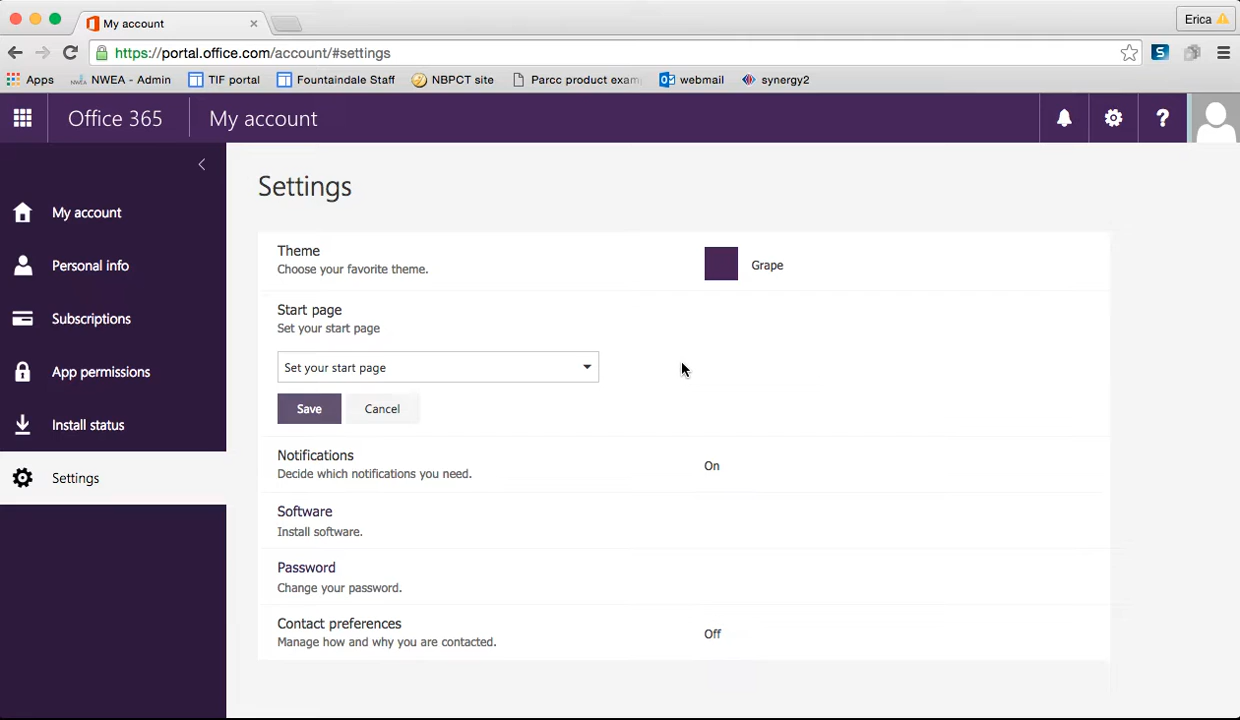 My account
Erica
https://portal.office.com/account/#settings
Apps
NWEA - Admin
TIF portal
Fountaindale Staff
NBPCT site
Parcc product exam
webmail
synergy2
Office 365
My account
?
My account
Personal info
Subscriptions
App permissions
Install status
Settings
Settings
Theme
Choose your favorite theme.
Grape
Start page
Set your start page
Set your start page
Save
Cancel
Notifications
Decide which notifications you need.
On
Software
Install software.
Password
Change your password.
Contact preferences
Manage how and why you are contacted.
Off